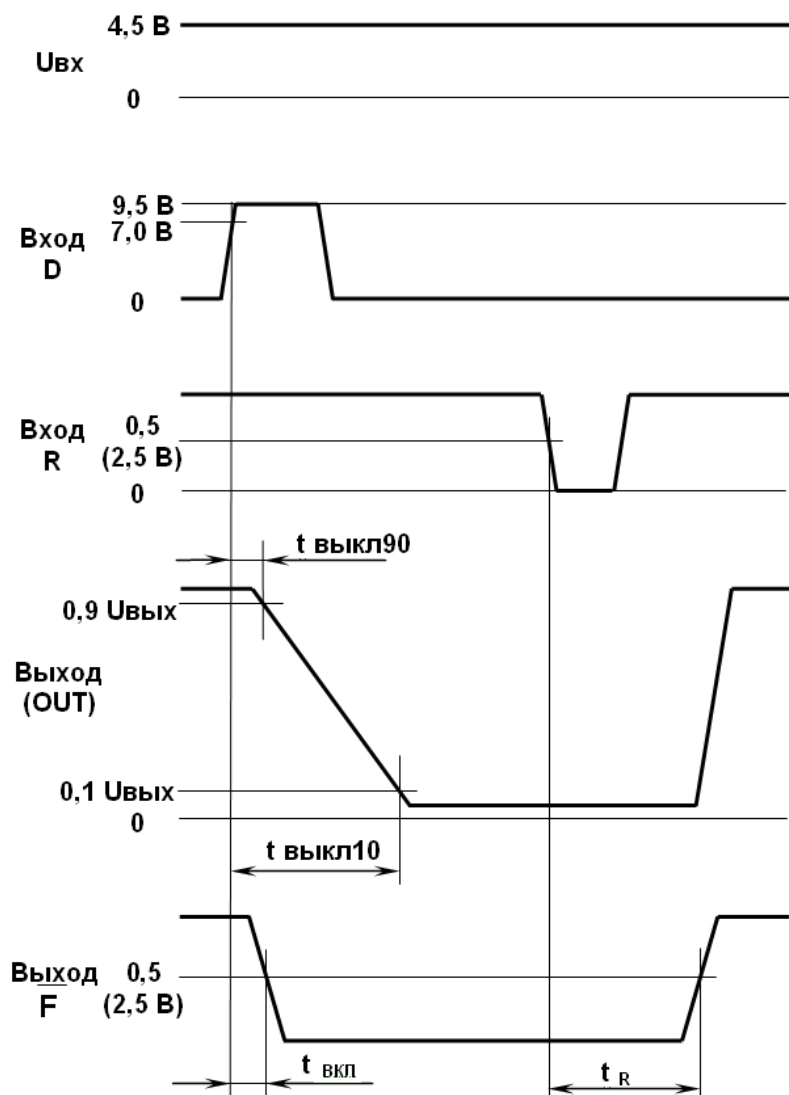 4,5 В
Uвх
0
9,5 В
7,0 В
Вход
D
0
Вход
R
0,5
(2,5 В)
0
t выкл90
0,9 Uвых
Выход
(OUT)
0,1 Uвых
0
t выкл10
Выход
F̅
0,5
(2,5 В)
t вкл
t R